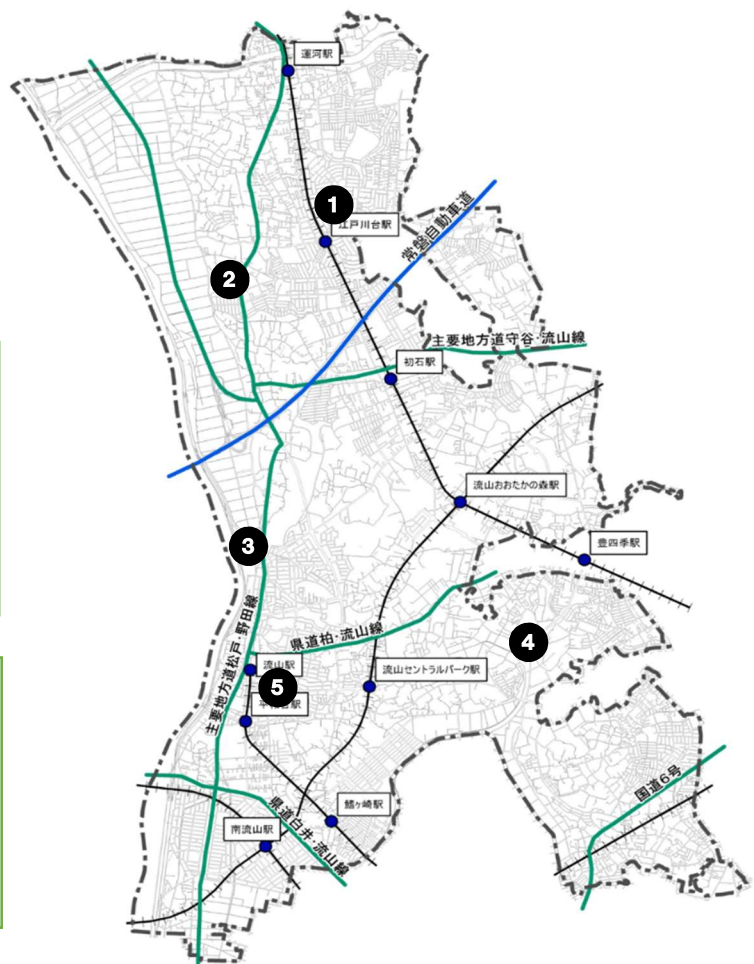 運河駅
1
江戸川台駅
常磐自動車道
2
主要地方道守谷・流山線
初石駅
流山おおたかの森駅
豊四季駅
3
主要地方道松戸・野田線
県道柏・流山線
4
流山駅
流山セントラルパーク駅
5
国道6号
県道白井・流山線
鰭ヶ崎駅
南流山駅